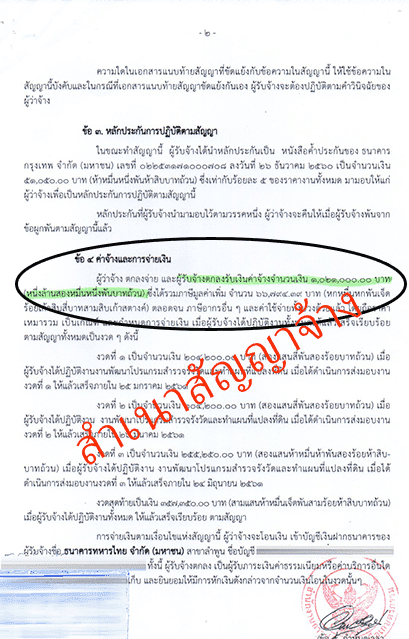 - ๒ -
ความใดในเอกสารแนบท้ายสัญญาที่ขัดแย้งกับข้อความในสัญญานี้ ให้ใช้ข้อความใน
สัญญานี้บังคับและในกรณีที่เอกสารแนบท้ายสัญญาขัดแย้งกันเอง ผู้รับจ้างจะต้องปฏิบัติตามคำวินิจฉัยของ
ผู้ว่าจ้าง
ข้อ ๓. หลักประกันการปฏิบัติตามสัญญา
ในขณะทำสัญญานี้ ผู้รับจ้างได้นำหลักประกันเป็น หนังสือค้ำประกันของ ธนาคาร
กรุงเทพ จำกัด (มหาชน) เลขที่ ลงวันที่ ๒๖ ธันวาคม ๒๕๖๐ เป็นจำนวนเงิน
๕๑,๐๕๐.๐๐ บาท (ห้าหมื่นหนึ่งพันห้าสิบบาทถ้วน) ซึ่งเท่ากับร้อยละ ๕ ของราคางานทั้งหมด มามอบให้แก่
ผู้ว่าจ้างเพื่อเป็นหลักประกันการปฏิบัติตามสัญญานี้
หลักประกันที่ผู้รับจ้างนำมามอบไว้ตามวรรคหนึ่ง ผู้ว่าจ้างจะคืนให้เมื่อผู้รับจ้างพ้นจาก
ข้อผูกพันตามสัญญานี้แล้ว
ข้อ ๔ ค่าจ้างและการจ่ายเงิน
ผู้ว่าจ้าง ตกลงจ่าย และผู้รับจ้างตกลงรับเงินค่าจ้างจำนวนเงิน ๑,๐๒๑,๐๐๐.๐๐ บาท
(หนึ่งล้านสองหมื่นหนึ่งพันบาทถ้วน) ซึ่งได้รวมภาษีมูลค่าเพิ่ม จำนวน ๖๖,๗๙๔.๓๙ บาท (หกหมื่นหกพันเจ็ด
ร้อยเก้าสิบสี่บาทสามสิบเก้าสตางค์) ตลอดจน ภาษีอากรอื่น ๆ และค่าใช้จ่าย
เหมารวม เป็นเกณฑ์ การจ่ายเงิน เมื่อผู้รับจ้างได้ปฏิบัติงาน
ตามสัญญาทั้งหมดเป็นงวด ๆ ดังนี้
งวดที่ ๑ เป็นจำนวนเงิน ๒๐๔,๒๐๐.๐๐ บาท (สองแสนสี่พันสองร้อยบาทถ้วน) เมื่อ
ผู้รับจ้างได้ปฏิบัติงานงานพัฒนาโปรแกรมสำรวจรังวัดและทำแผนที่แปลงที่ดิน เมื่อได้ดำเนินการส่งมอบงาน
งวดที่ ๑ ให้แล้วเสร็จภายใน ๒๕ มกราคม ๒๕๖๑
งวดที่ ๒ เป็นจำนวนเงิน ๒๐๔,๒๐๐.๐๐ บาท (สองแสนสี่พันสองร้อยบาทถ้วน) เมื่อ
ผู้รับจ้างได้ปฏิบัติงาน งานพัฒนาโปรแกรมสำรวจรังวัดและทำแผนที่แปลงที่ดิน เมื่อได้ดำเนินการส่งมอบงาน
งวดที่ ๒ ให้แล้วเสร็จภายใน มีนาคม ๒๕๖๑
งวดที่ ๓ เป็นจำนวนเงิน ๒๕๕,๒๕๐.๐๐ บาท (สองแสนห้าหมื่นห้าพันสองร้อยห้าสิบ
บาทถ้วน) เมื่อผู้รับจ้างได้ปฏิบัติงาน งานพัฒนาโปรแกรมสำรวจรังวัดและทำแผนที่แปลงที่ดิน เมื่อได้
ดำเนินการส่งมอบงานงวดที่ ๓ ให้แล้วเสร็จภายใน ๒๔ มิถุนายน ๒๕๖๑
งวดสุดท้ายเป็นเงิน ๓๕๗,๓๕๐.๐๐ บาท (สามแสนห้าหมื่นเจ็ดพันสามร้อยห้าสิบบาทถ้วน)
เมื่อผู้รับจ้างได้ปฏิบัติงานทั้งหมด ให้แล้วเสร็จเรียบร้อย ตามสัญญา
การจ่ายเงินตามเงื่อนไขแห่งสัญญานี้ ผู้ว่าจ้างจะโอนเงิน เข้าบัญชีเงินฝากธนาคารของ
ผู้รับจ้างชื่อ ธนาคารทหารไทย จำกัด (มหาชน) สาขาลำพูน ชื่อบัญชี
ทั้งนี้ ผู้รับจ้างตกลง เป็นผู้รับภาระเงินค่าธรรมเนียมหรือค่าบริการอื่นใด
เก็บ และยินยอมให้มีการหักเงินดังกล่าวจากจำนวนเงินโอนในงวดนั้นๆ
สำเนาสัญญาจ้าง